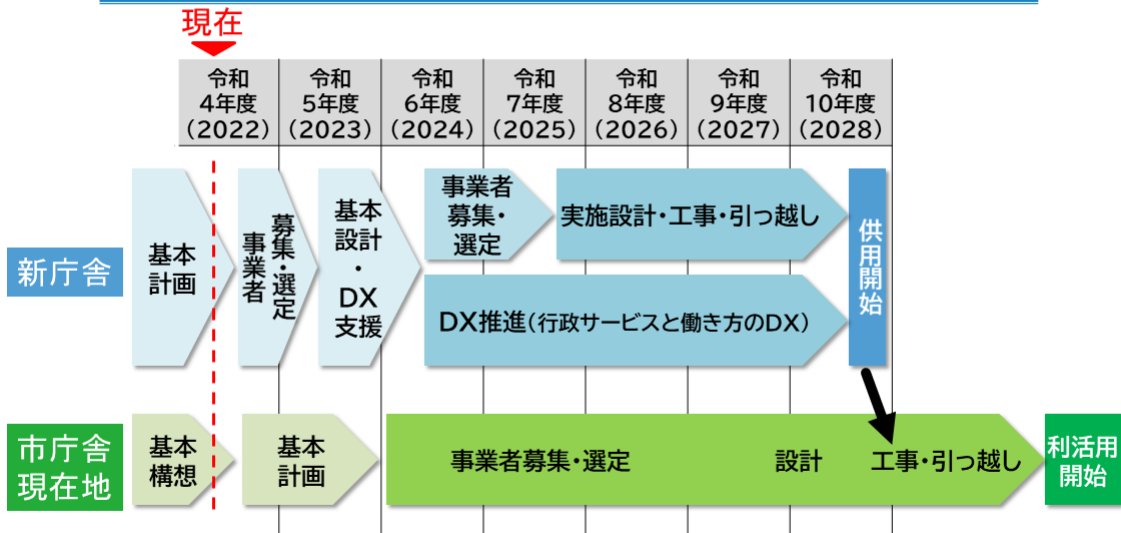 現在
令和
4年度
(2022)
令和
5年度
(2023)
令和
6年度
(2024)
令和
7年度
(2025)
令和
8年度
(2026)
令和
9年度
(2027)
令和
10年度
(2028)
新庁舎
基本
計画
事業者
募集・選定
基本
設計
・
DX
支援
事業者
募集・
選定
実施設計・工事・引っ越し
DX推進(行政サービスと働き方のDX)
供用開始
市庁舎
現在地
基本
構想
基本
計画
事業者募集・選定
設計
工事・引っ越し
利活用
開始